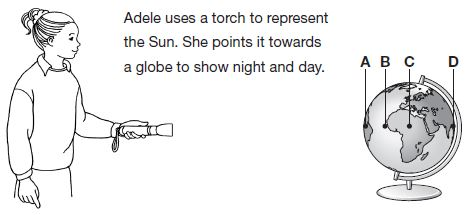 Adele uses a torch to represent
the Sun. She points it towards
a globe to show night and day.
A B C D